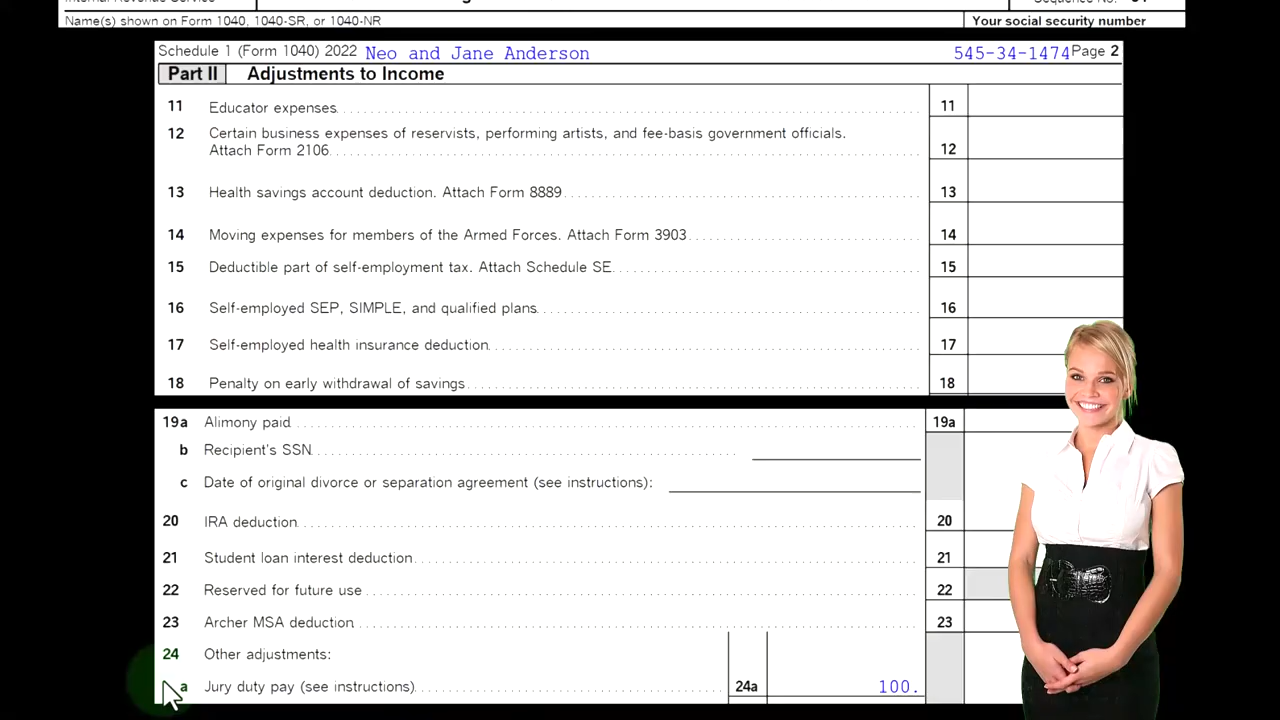 Name(s) shown on Form 1040, 1040-SR, or 1040-NR Your social security number
Schedule 1 (Form 1040) 2022 Neo and Jane Anderson 545-34-1474 Page 2
Part II Adjustments to Income
11 Educator expenses 11
12 Certain business expenses of reservists, performing artists, and fee-basis government officials.
Attach Form 2106 12
13 Health savings account deduction. Attach Form 8889 13
14 Moving expenses for members of the Armed Forces. Attach Form 3903 14
15 Deductible part of self-employment tax. Attach Schedule SE 15
16 Self-employed SEP, SIMPLE, and qualified plans 16
17 Self-employed health insurance deduction 17
18 Penalty on early withdrawal of savings 18
19a Alimony paid 19a
b Recipient's SSN
c Date of original divorce or separation agreement (see instructions):
20 IRA deduction 20
21 Student loan interest deduction 21
22 Reserved for future use 22
23 Archer MSA deduction 23
24 Other adjustments:
a Jury duty pay (see instructions) 24a 100.